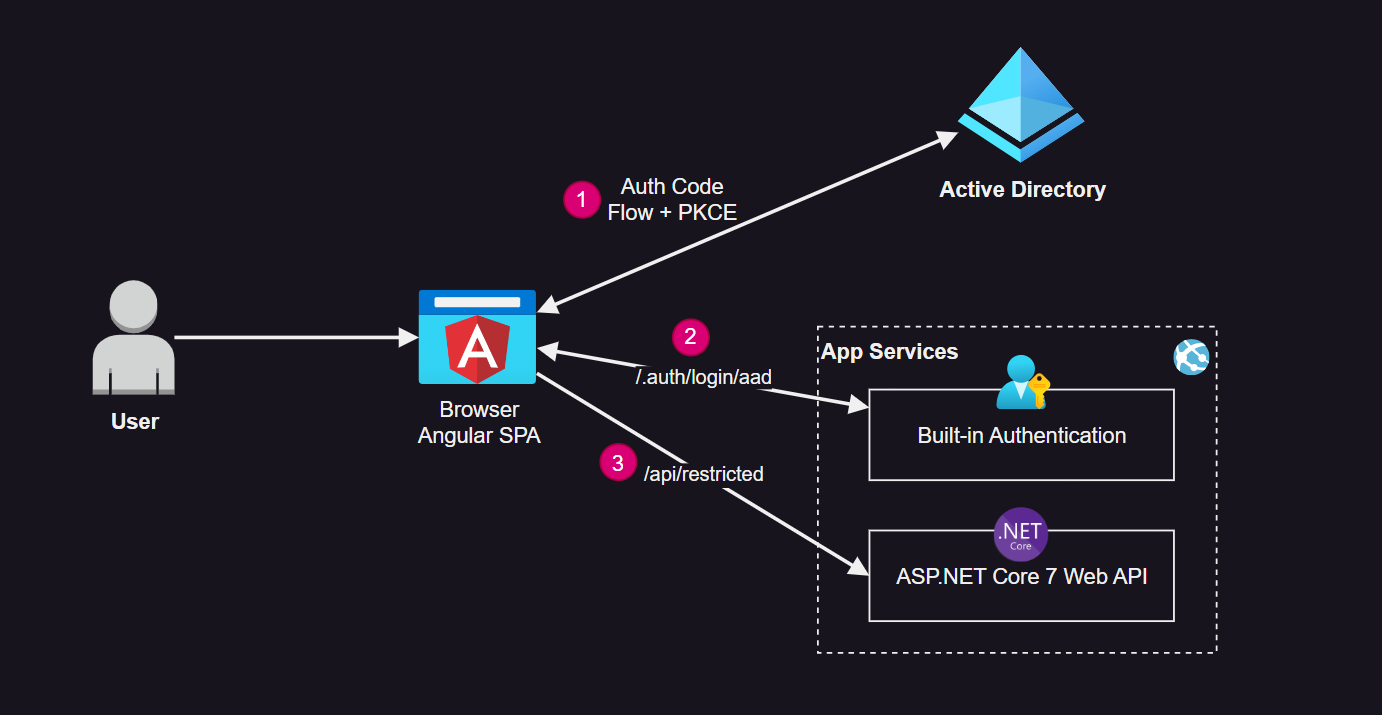 1
Auth Code
Flow + PKCE
Active Directory
User
Browser
Angular SPA
2
/.auth/login/aad
3
/api/restricted
App Services
Built-in Authentication
.NET
Core
ASP.NET Core 7 Web API